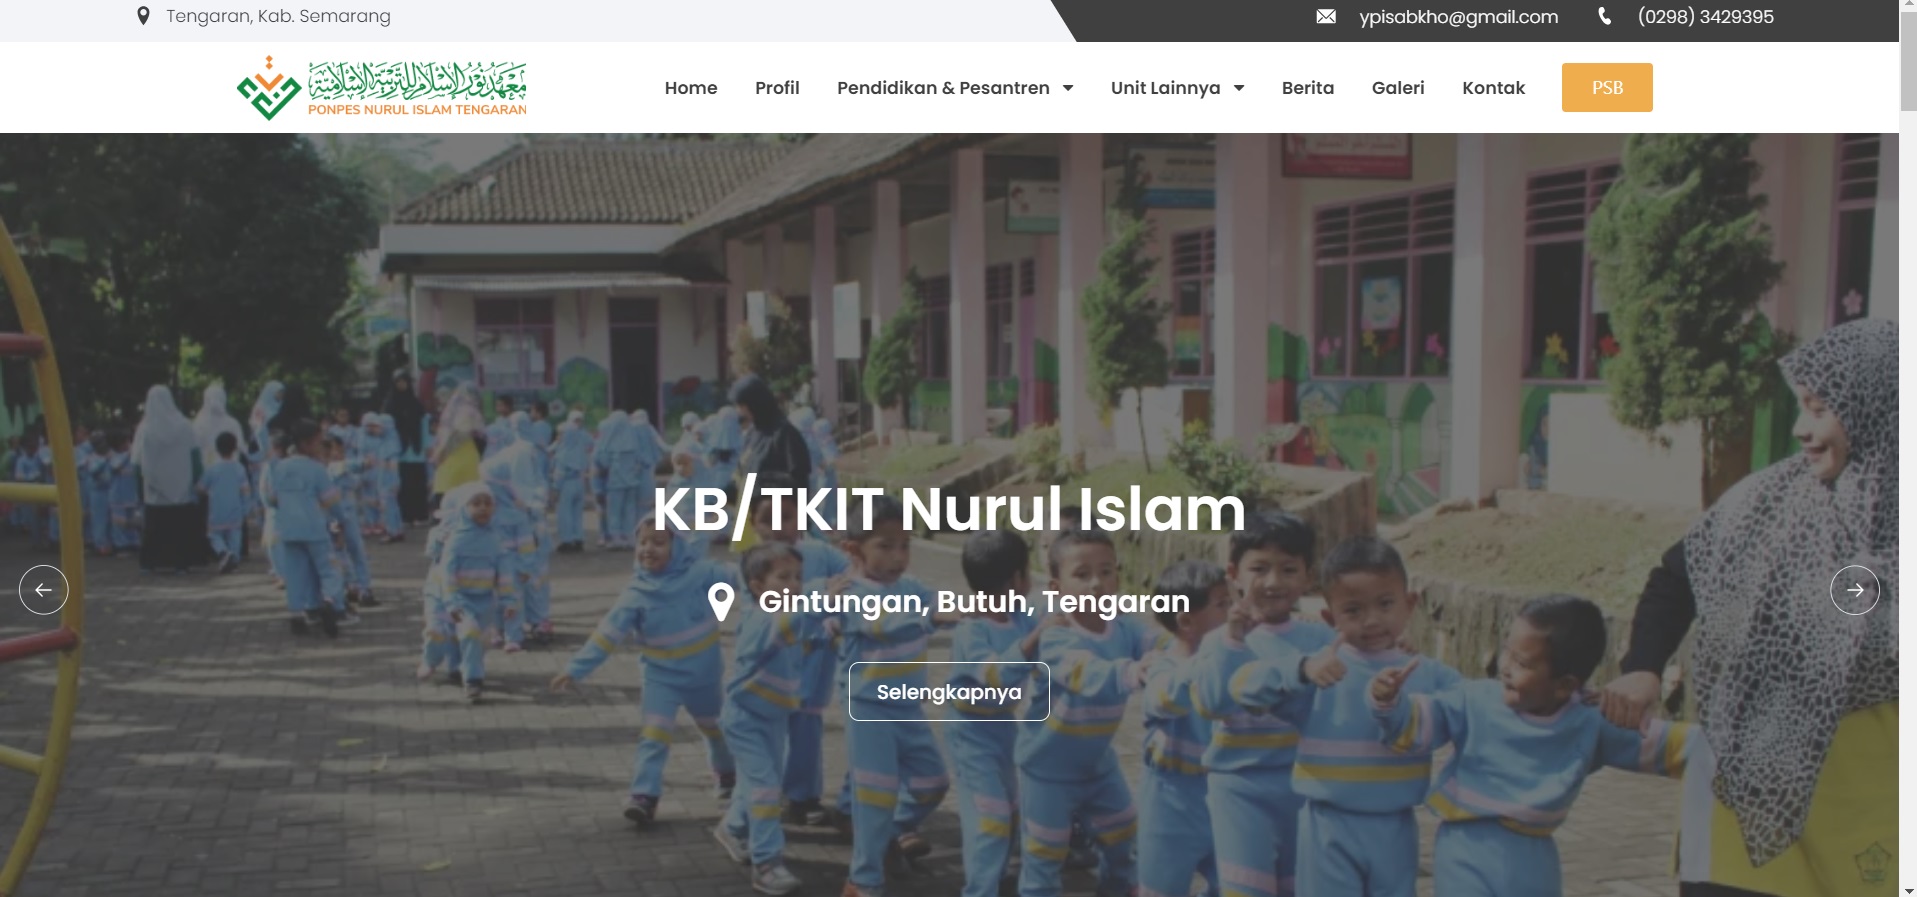 Tengaran, Kab. Semarang
ypisabkho@gmail.com
(0298) 3429395
معهد نور الإسلام للتربية الإسلامية
PONPES NURUL ISLAM TENGARAN
Home
Profil
Pendidikan & Pesantren
Unit Lainnya
Berita
Galeri
Kontak
PSB
KB/TKIT Nurul Islam
Gintungan, Butuh, Tengaran
Selengkapnya